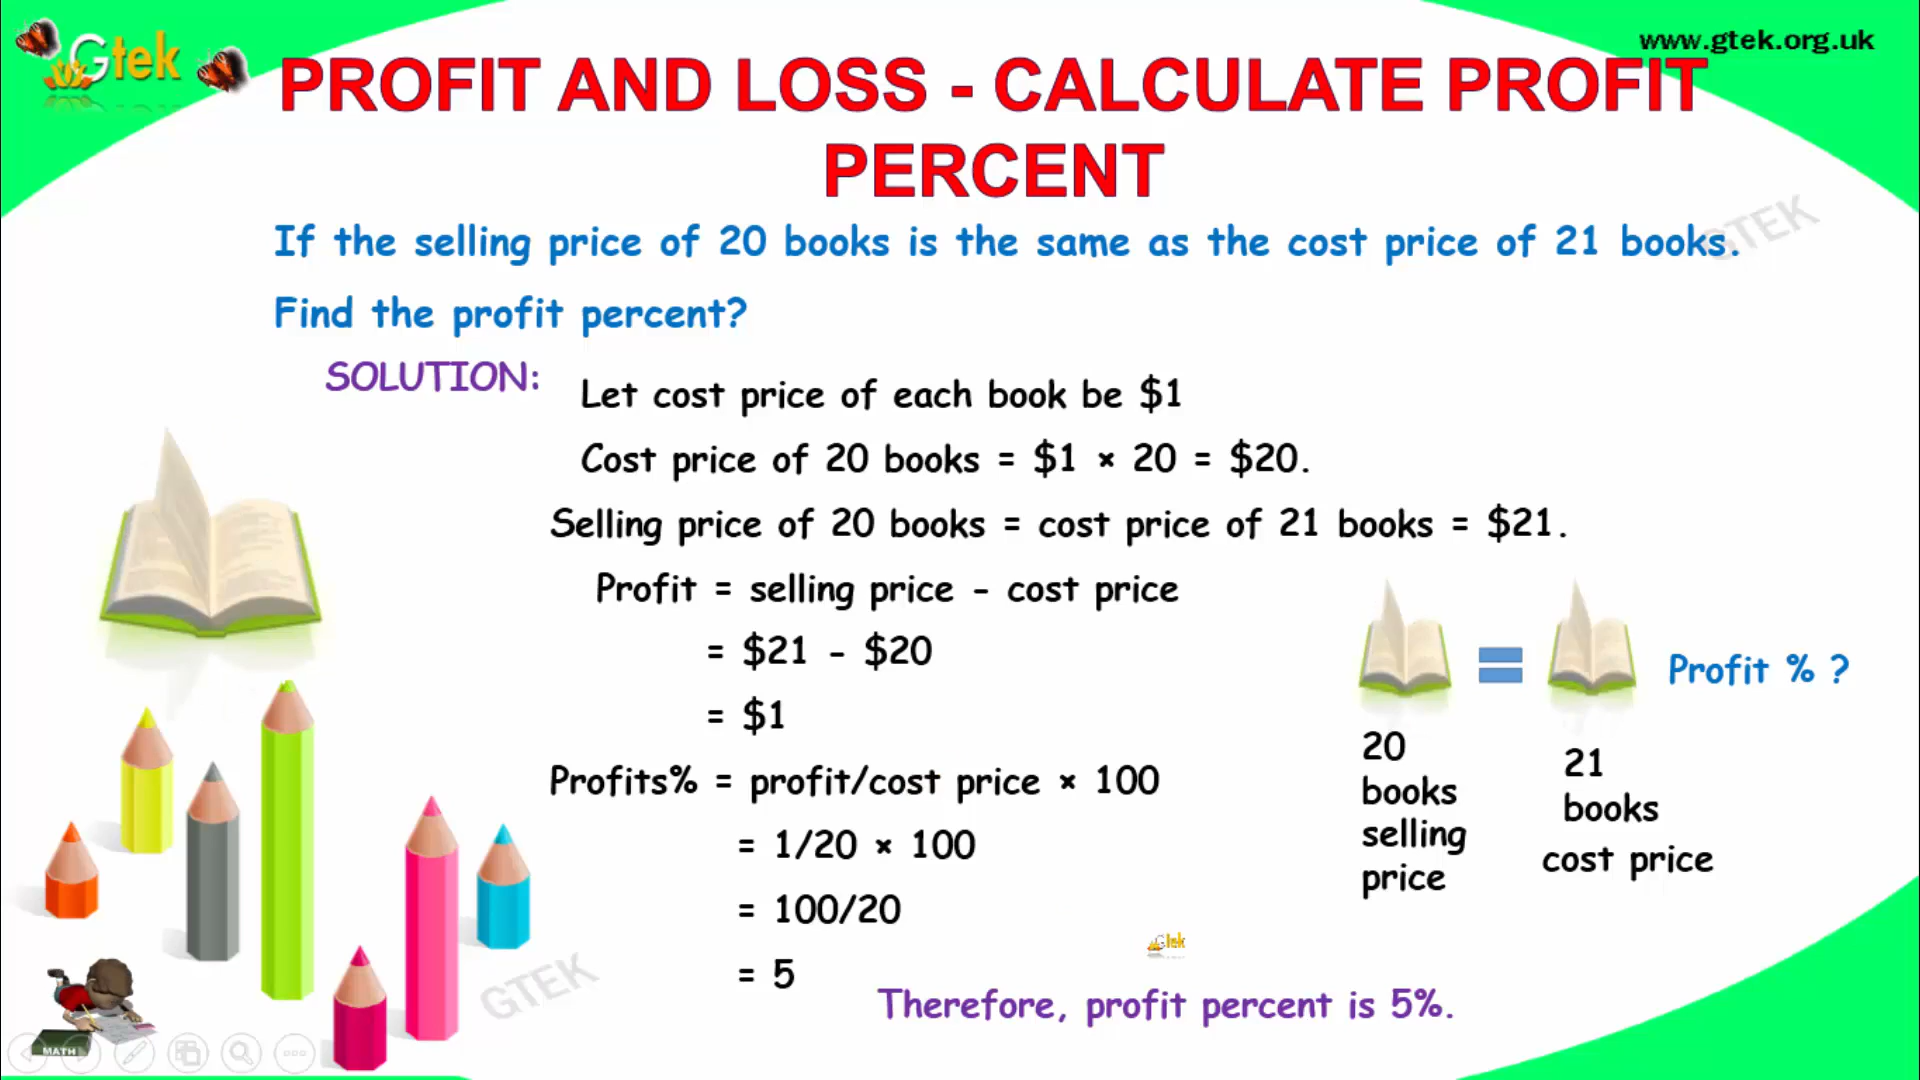 Gtek
www.gtek.org.uk
PROFIT AND LOSS - CALCULATE PROFIT
PERCENT
GTEK
If the selling price of 20 books is the same as the cost price of 21 books.
Find the profit percent?
SOLUTION:
Let cost price of each book be $1
Cost price of 20 books = $1 × 20 = $20.
Selling price of 20 books = cost price of 21 books = $21.
Profit = selling price - cost price
= $21 - $20
= $1
Profits% = profit/cost price × 100
= 1/20 × 100
= 100/20
= 5
Profit % ?
20
books
selling
price
21
books
cost price
Gtek
GTEK
Therefore, profit percent is 5%.
MATH